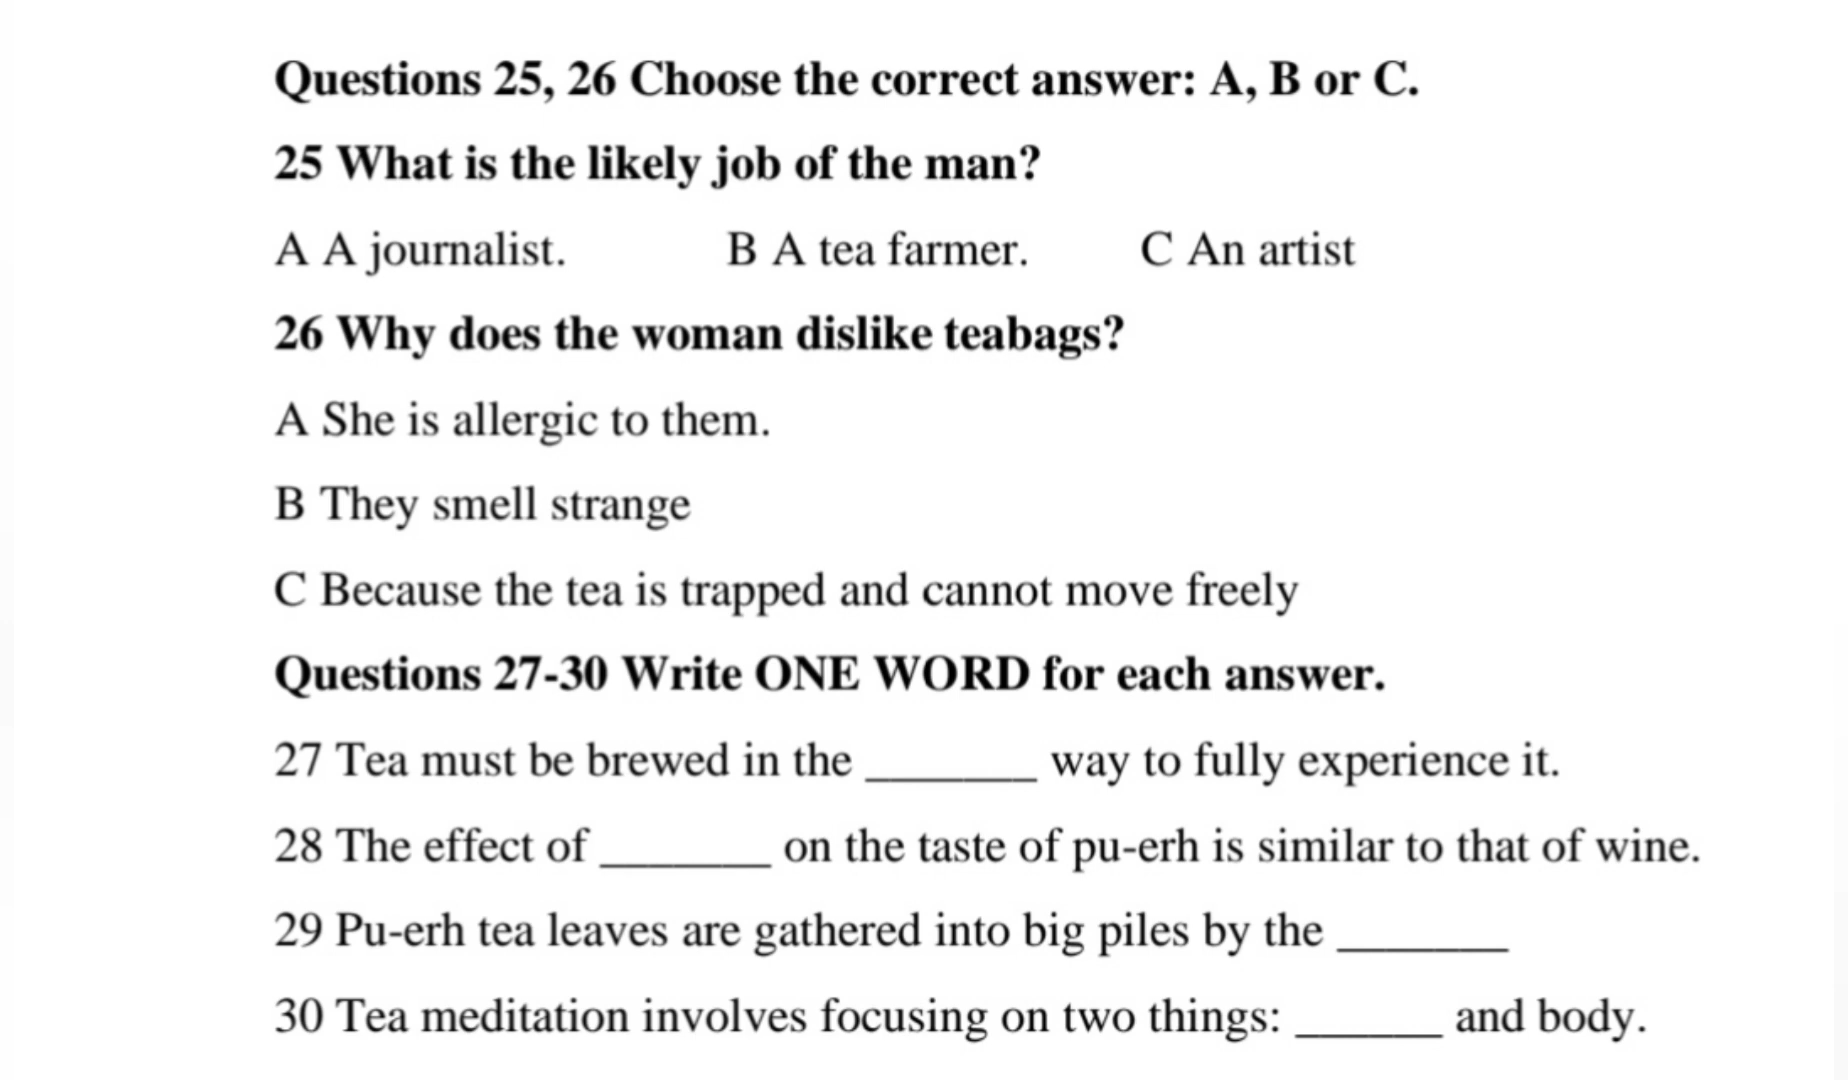 Questions 25, 26 Choose the correct answer: A, B or C.
25 What is the likely job of the man?
A A journalist. B A tea farmer. C An artist
26 Why does the woman dislike teabags?
A She is allergic to them.
B They smell strange
C Because the tea is trapped and cannot move freely
Questions 27-30 Write ONE WORD for each answer.
27 Tea must be brewed in the _______ way to fully experience it.
28 The effect of _______ on the taste of pu-erh is similar to that of wine.
29 Pu-erh tea leaves are gathered into big piles by the _______
30 Tea meditation involves focusing on two things: ______ and body.